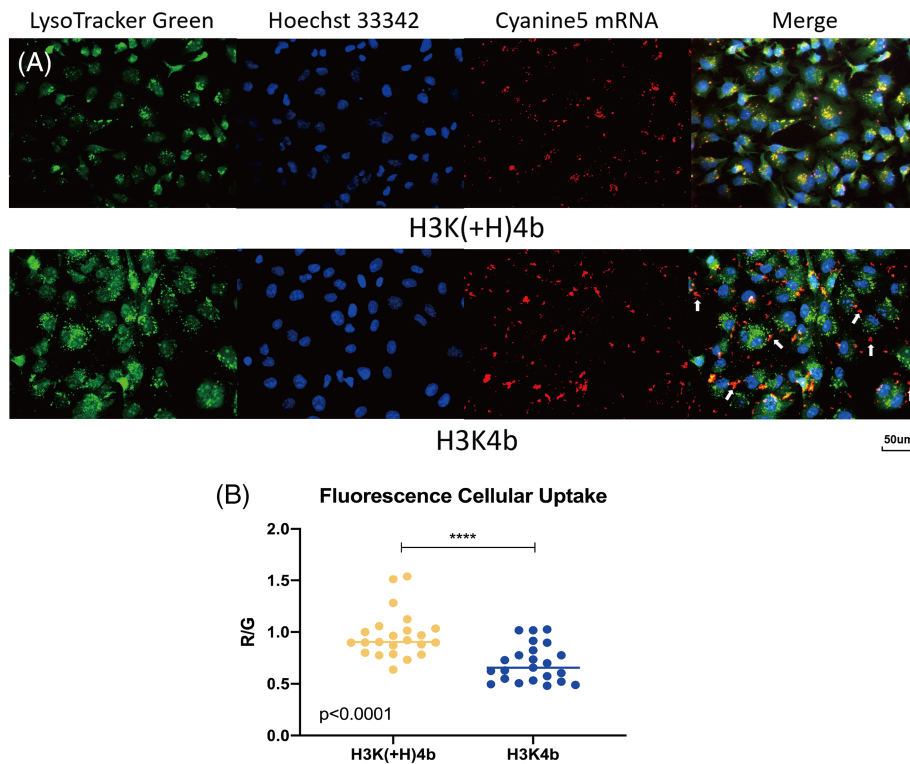 LysoTracker Green Hoechst 33342 Cyanine5 mRNA Merge
(A)
H3K(+H)4b
H3K4b
50um
(B) Fluorescence Cellular Uptake
2.0
****
1.5
R/G
1.0
0.5
p<0.0001
0.0
H3K(+H)4b H3K4b